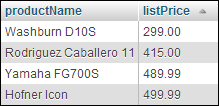 productName listPrice
Washburn D10S 299.00
Rodriguez Caballero 11 415.00
Yamaha FG700S 489.99
Hofner Icon 499.99